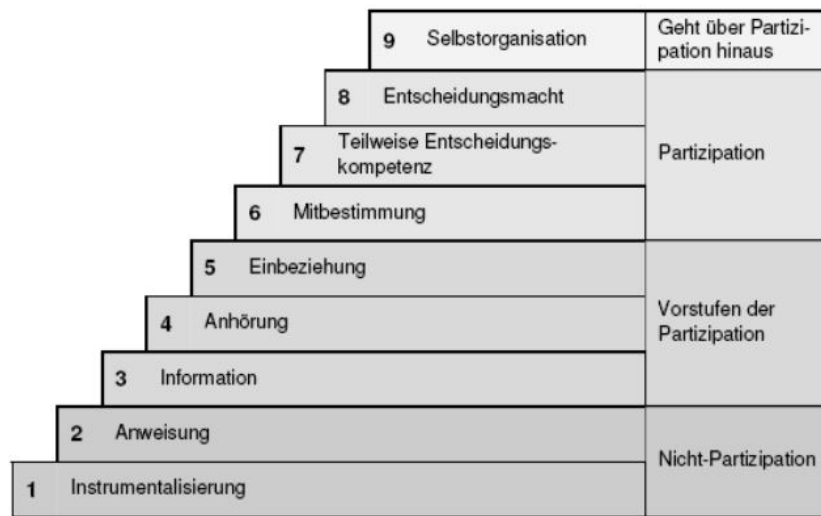 9 Selbstorganisation
Geht über Partizi-
pation hinaus
8 Entscheidungsmacht
7 Teilweise Entscheidungs-
kompetenz
Partizipation
6 Mitbestimmung
5 Einbeziehung
4 Anhörung
Vorstufen der
Partizipation
3 Information
2 Anweisung
Nicht-Partizipation
1 Instrumentalisierung